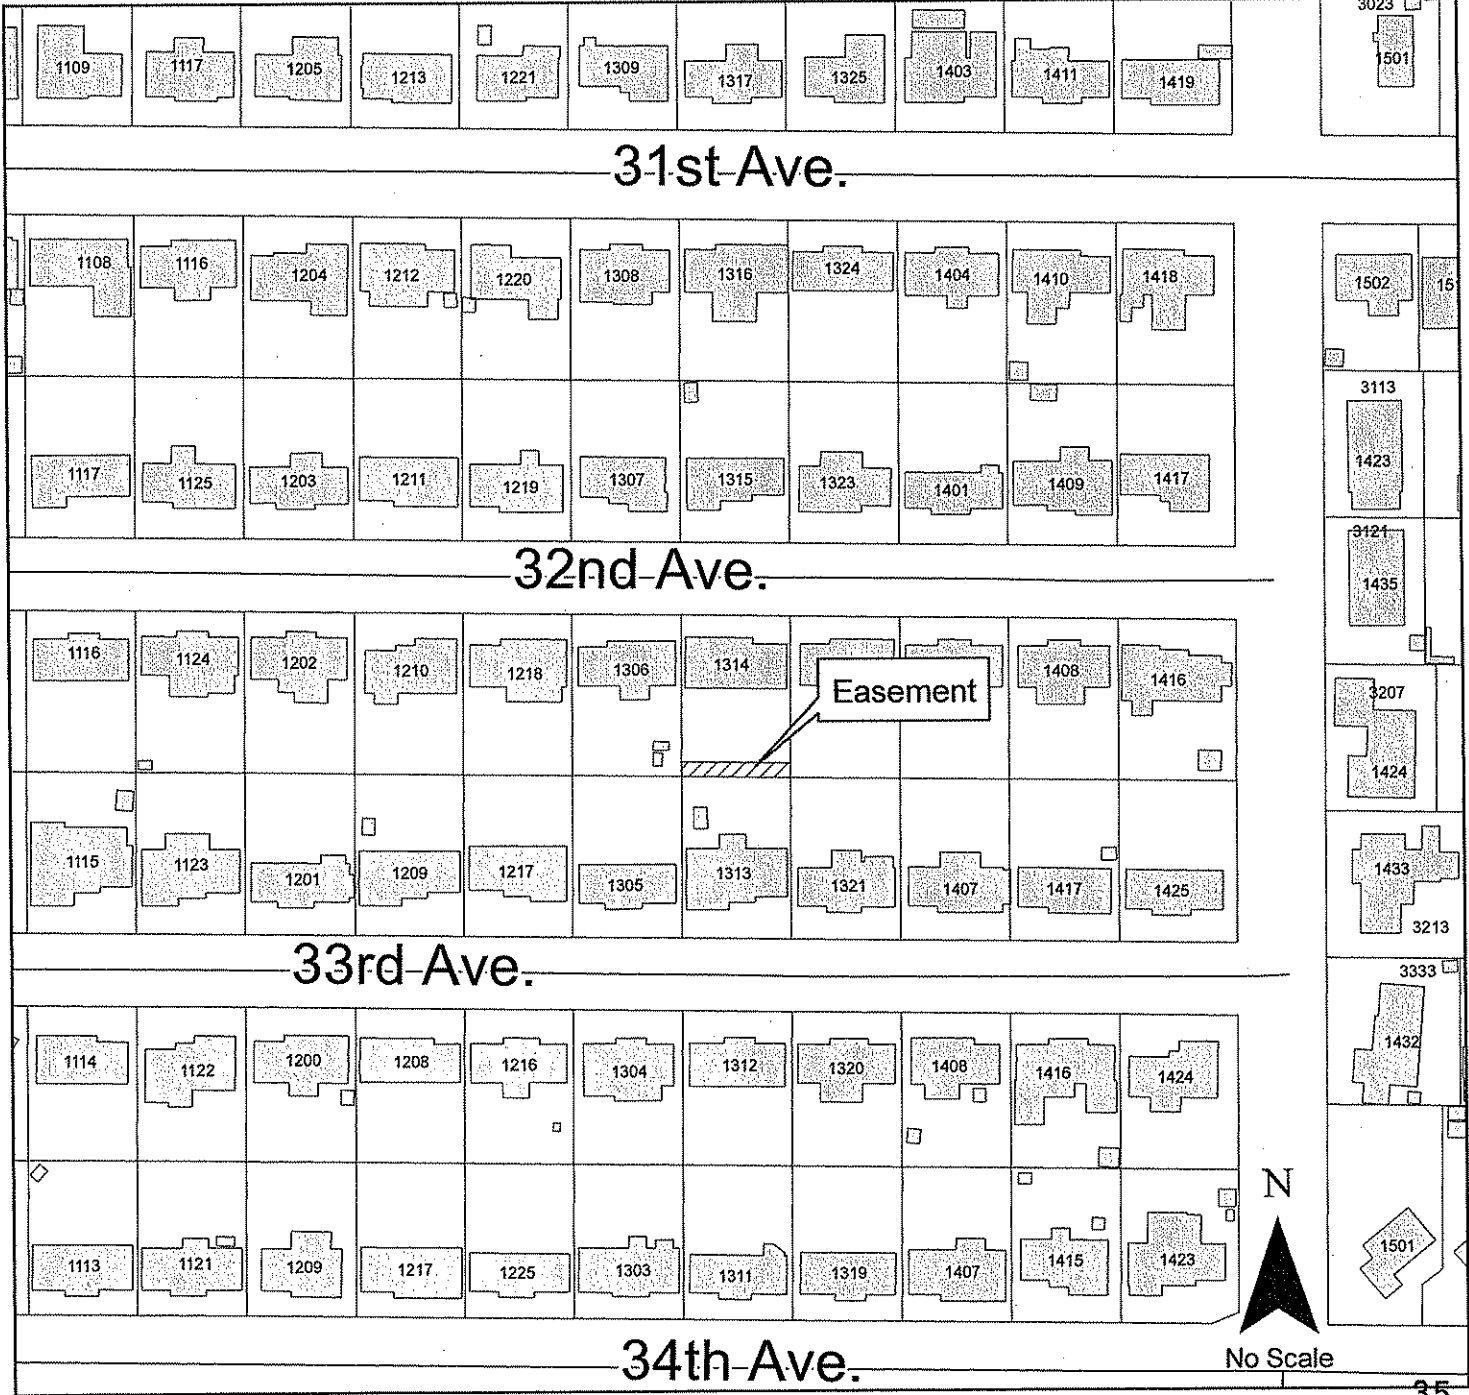 3023
1109 1117 1205 1213 1221 1309 1317 1325 1403 1411 1419 1501
31st Ave.
1108 1116 1204 1212 1220 1308 1316 1324 1404 1410 1418 1502 15
3113
1117 1125 1203 1211 1219 1307 1315 1323 1401 1409 1417 1423
3121
32nd Ave.
1435
1116 1124 1202 1210 1218 1306 1314 1408 1416
Easement
3207
1424
1115 1123 1201 1209 1217 1305 1313 1321 1407 1417 1425 1433
3213
33rd Ave.
3333
1114 1122 1200 1208 1216 1304 1312 1320 1408 1416 1424 1432
N
1113 1121 1209 1217 1225 1303 1311 1319 1407 1415 1423 1501
34th Ave.
No Scale
35